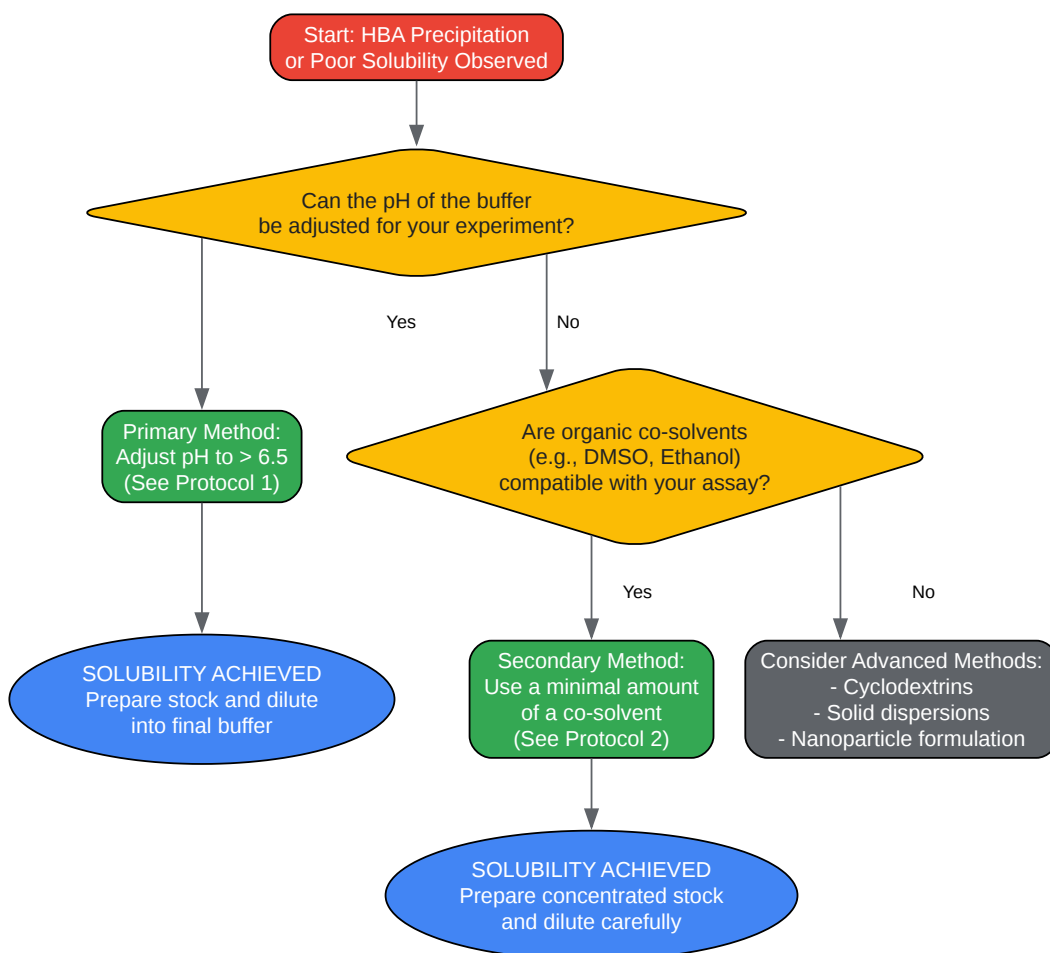 Start: HBA Precipitation
or Poor Solubility Observed
Can the pH of the buffer
be adjusted for your experiment?
Yes
No
Primary Method:
Adjust pH to > 6.5
(See Protocol 1)
Are organic co-solvents
(e.g., DMSO, Ethanol)
compatible with your assay?
Yes
No
SOLUBILITY ACHIEVED
Prepare stock and dilute
into final buffer
Secondary Method:
Use a minimal amount
of a co-solvent
(See Protocol 2)
Consider Advanced Methods:
- Cyclodextrins
- Solid dispersions
- Nanoparticle formulation
SOLUBILITY ACHIEVED
Prepare concentrated stock
and dilute carefully